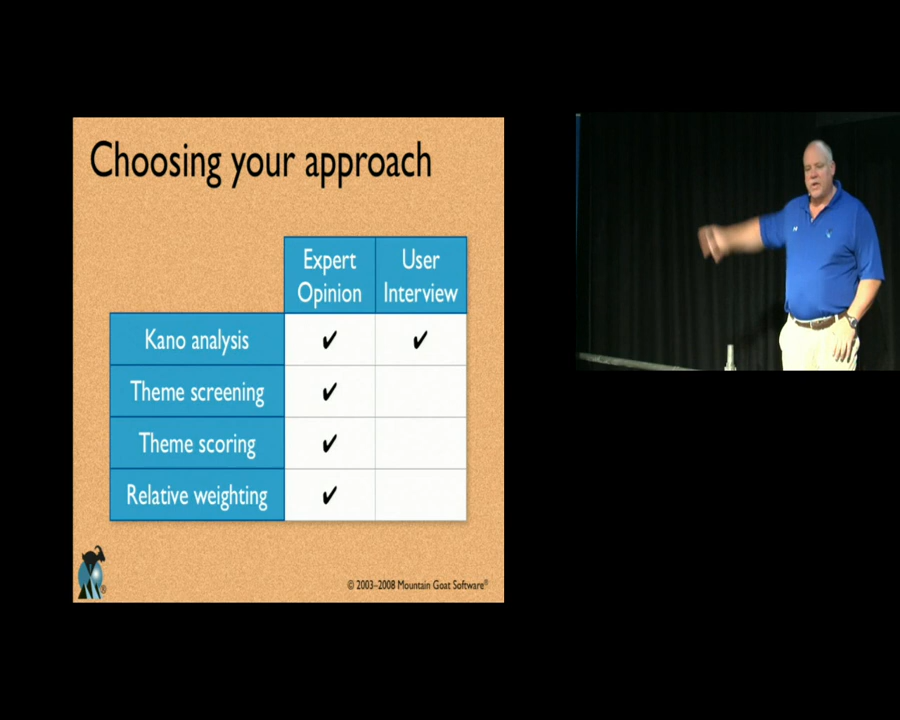 Choosing your approach
Expert Opinion
User Interview
Kano analysis ✔ ✔
Theme screening ✔
Theme scoring ✔
Relative weighting ✔
© 2003–2008 Mountain Goat Software®